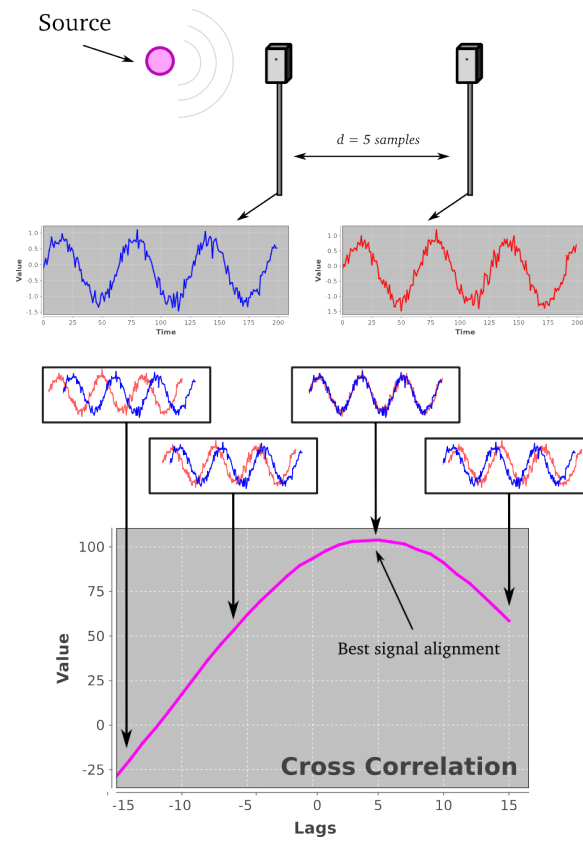 Source
d = 5 samples
1.0
0.5
0.0
-0.5
-1.0
-1.5
Value
0 25 50 75 100 125 150 175 200
Time
1.0
0.5
0.0
-0.5
-1.0
-1.5
Value
0 25 50 75 100 125 150 175 200
Time
100
75
50
25
0
-25
Value
Best signal alignment
Cross Correlation
-15 -10 -5 0 5 10 15
Lags